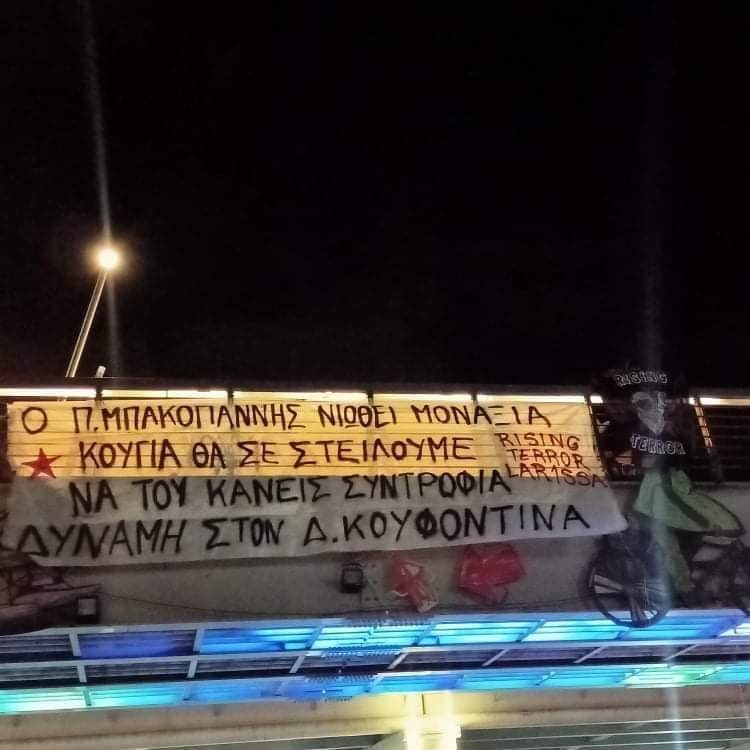 Ο Π.ΜΠΑΚΟΓΙΑΝΝΗΣ ΝΙΩΘΕΙ ΜΟΝΑΞΙΑ
ΚΟΥΓΙΑ ΘΑ ΣΕ ΣΤΕΙΛΟΥΜΕ
ΝΑ ΤΟΥ ΚΑΝΕΙΣ ΣΥΝΤΡΟΦΙΑ
ΔΥΝΑΜΗ ΣΤΟΝ Δ.ΚΟΥΦΟΝΤΙΝΑ
RISING
TERROR
LAR1SSA
RISING
TERROR